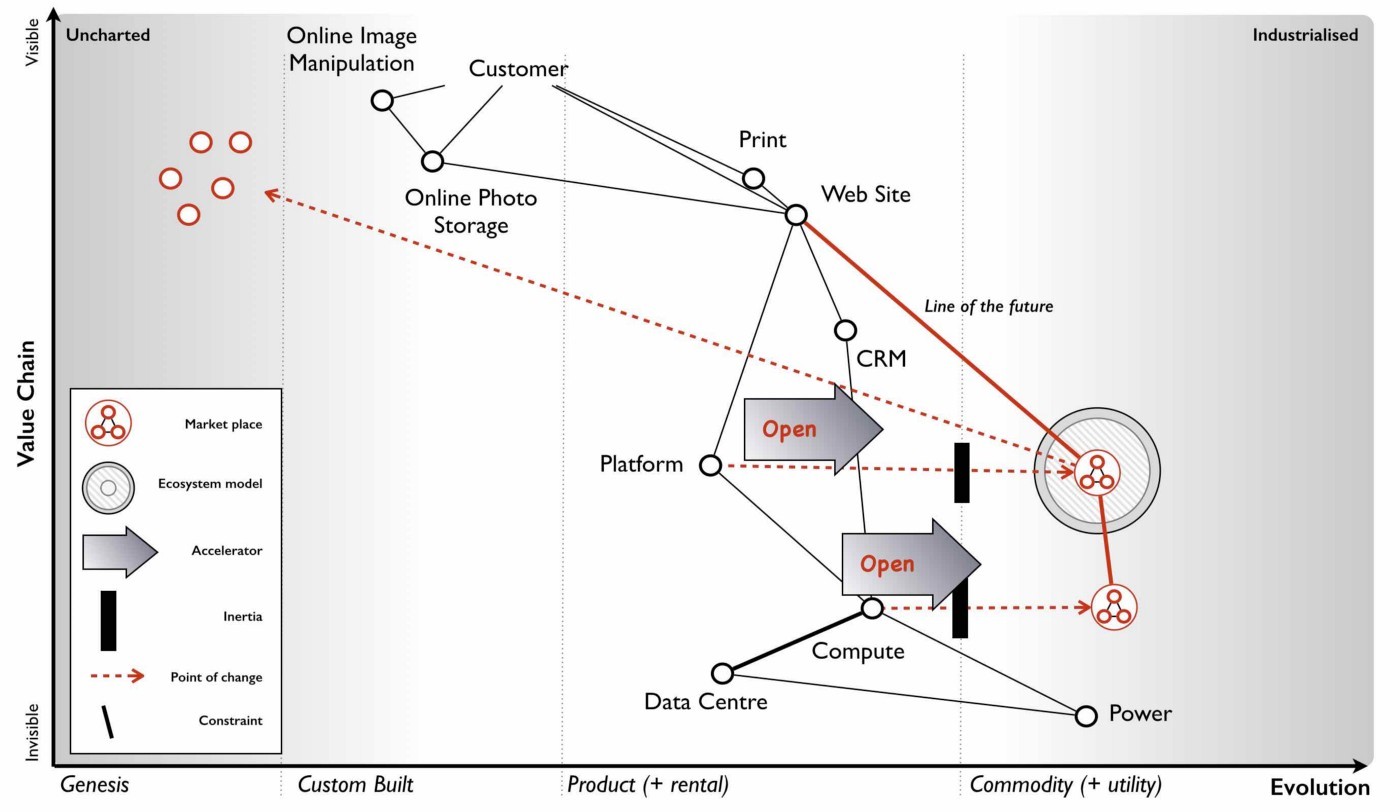 Visible
Uncharted
Online Image
Manipulation
Customer
Industrialised
Print
Web Site
Online Photo
Storage
Line of the future
CRM
Value Chain
Market place
Ecosystem model
Accelerator
Inertia
Point of change
Constraint
Open
Platform
Open
Compute
Data Centre
Power
Invisible
Genesis
Custom Built
Product (+ rental)
Commodity (+ utility)
Evolution